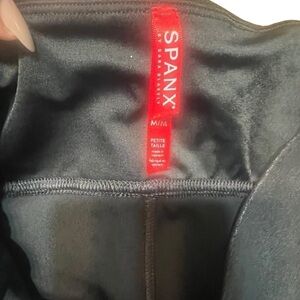 SPANX®
BY SARA BLAKELY
M/M
PETITE
TAILLE